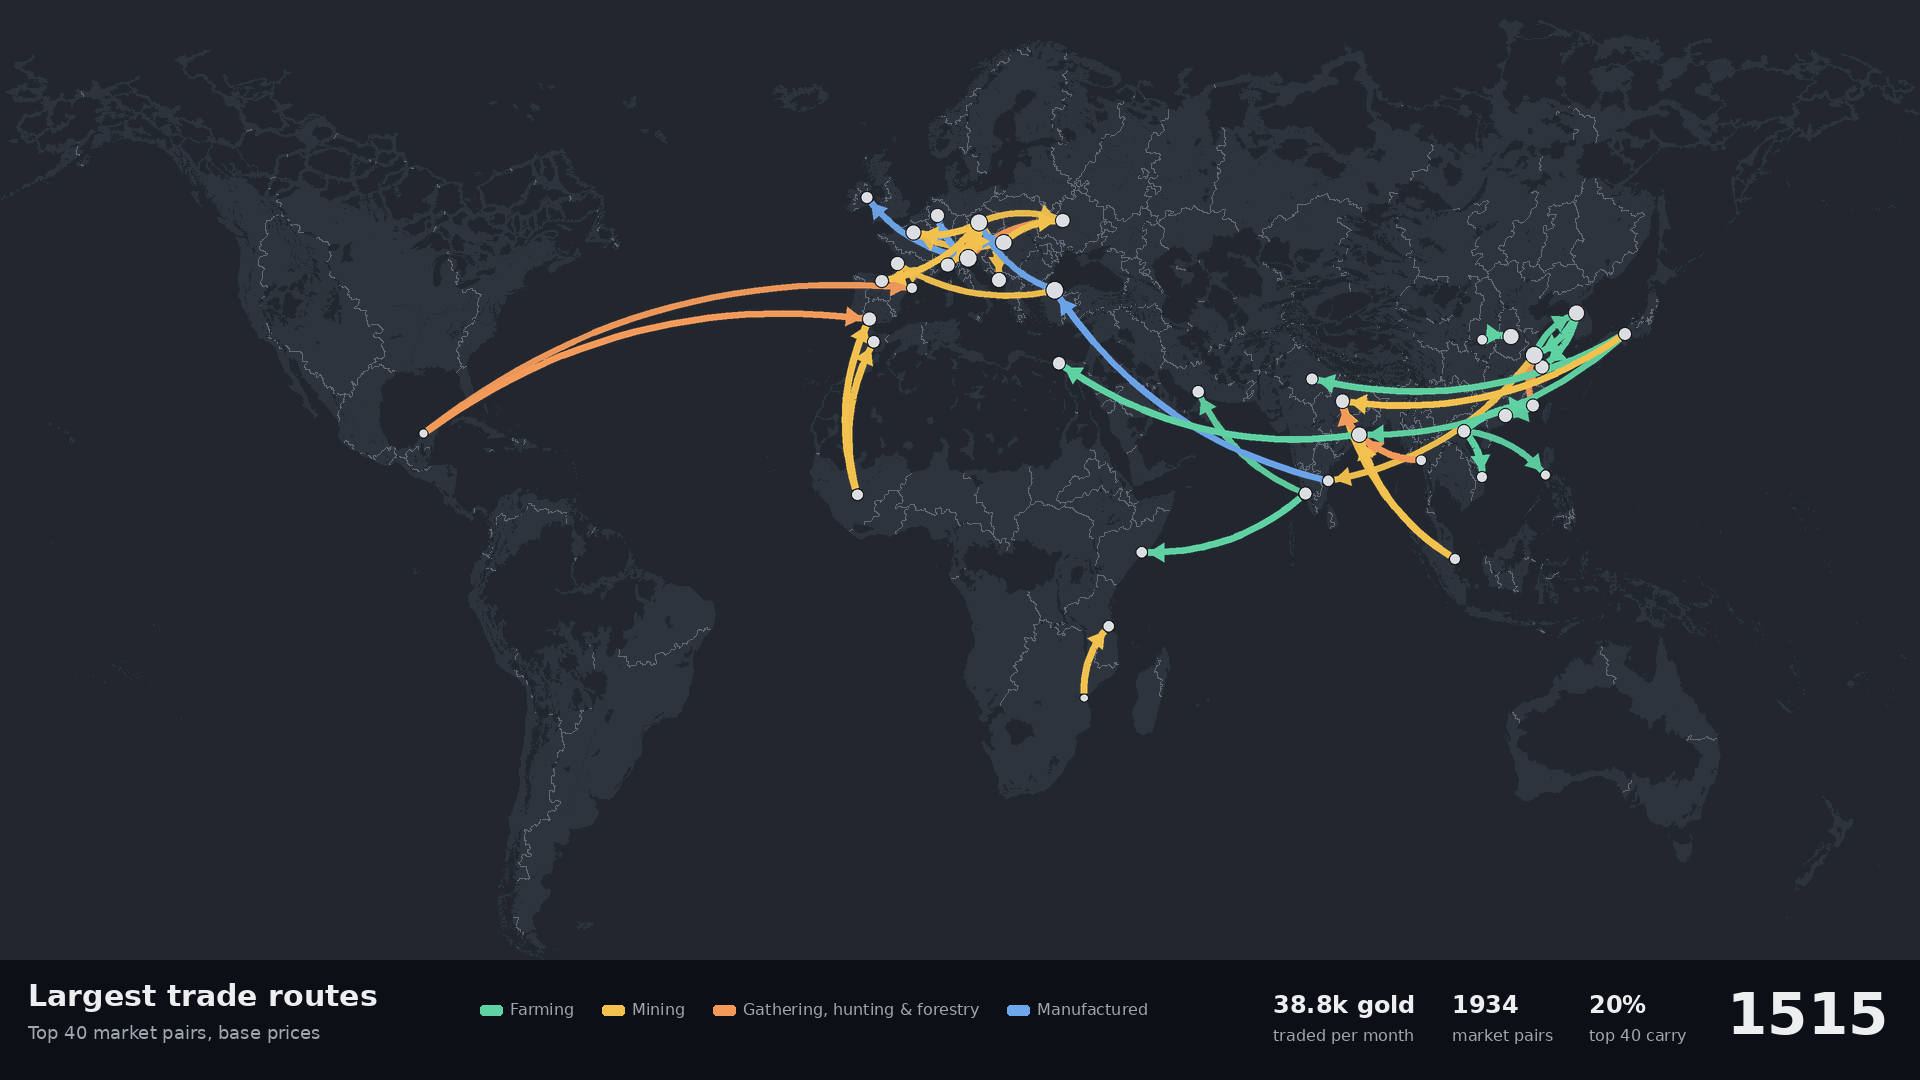 Largest trade routes
Top 40 market pairs, base prices
Farming
Mining
Gathering, hunting & forestry
Manufactured
38.8k gold
traded per month
1934
market pairs
20%
top 40 carry
1515